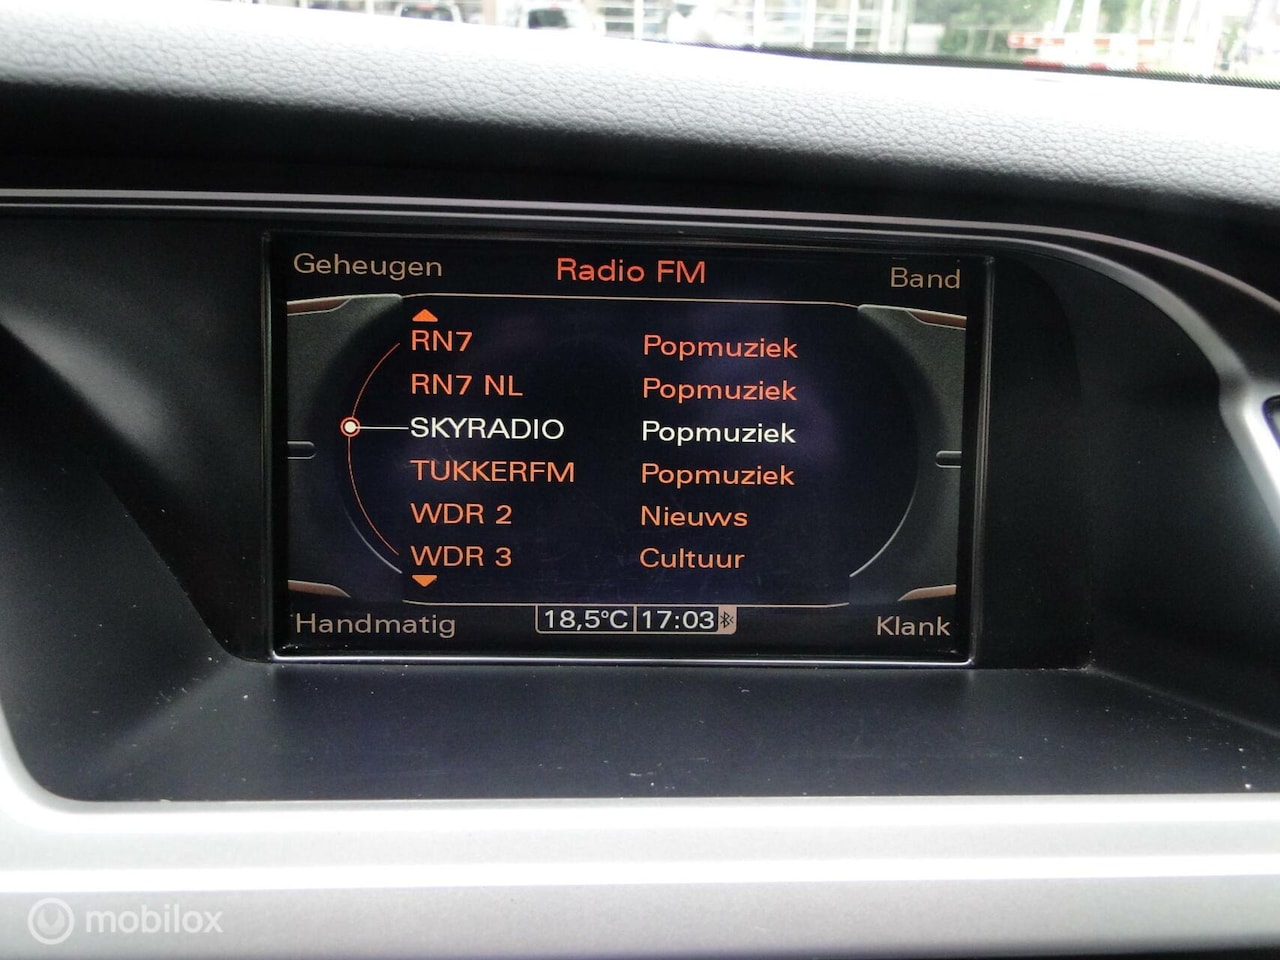 Geheugen Radio FM Band
RN7 Popmuziek
RN7 NL Popmuziek
SKYRADIO Popmuziek
TUKKERFM Popmuziek
WDR 2 Nieuws
WDR 3 Cultuur
Handmatig 18,5°C 17:03 Klank
mobilox